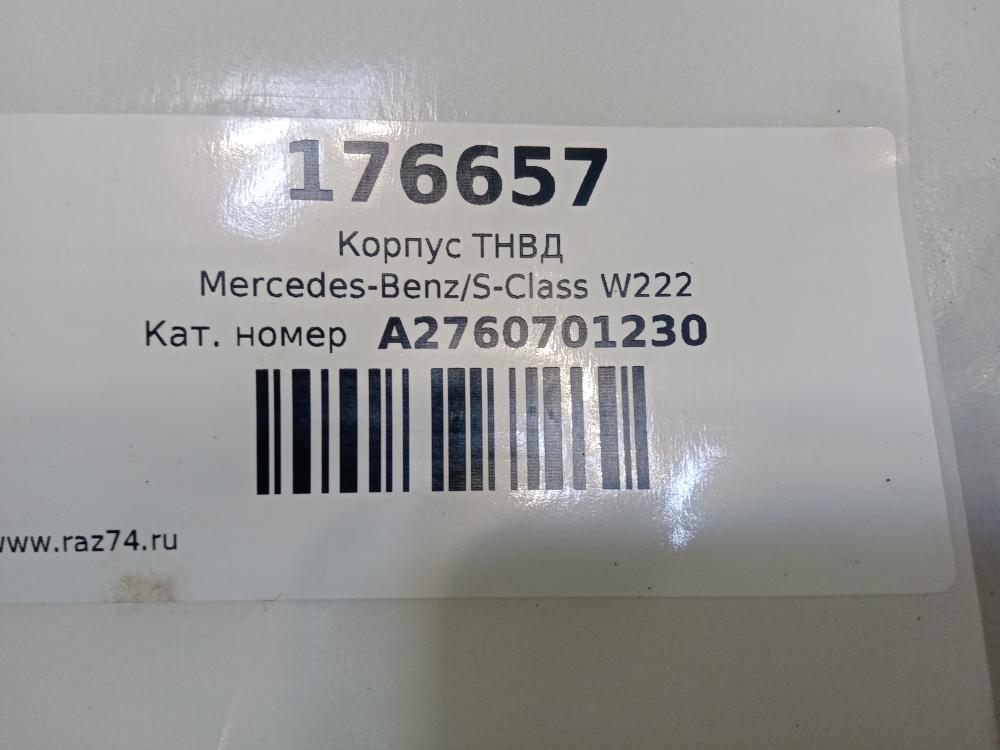 176657
Корпус ТНВД
Mercedes-Benz/S-Class W222
Кат. номер A2760701230
www.raz74.ru